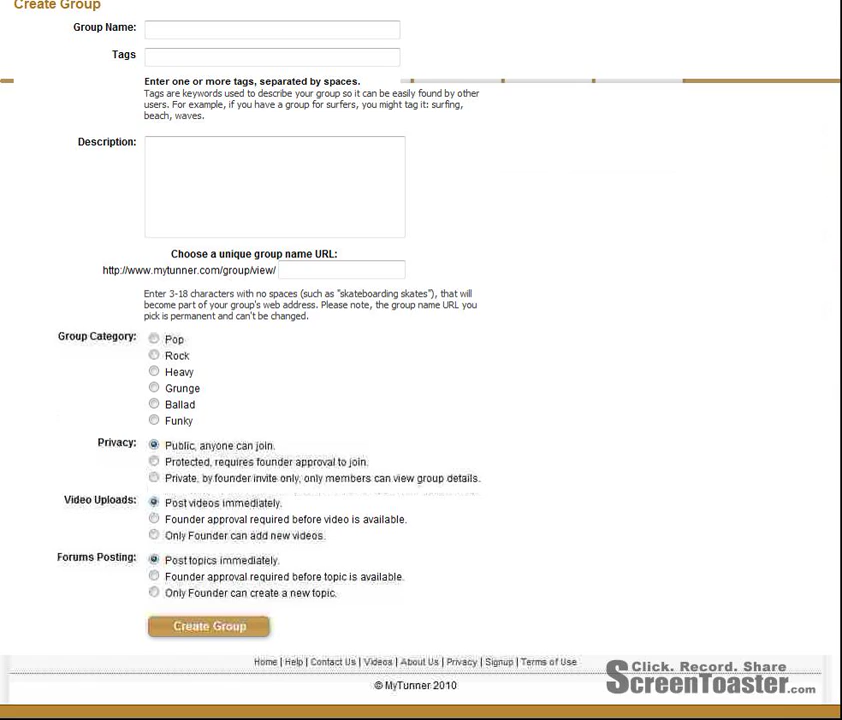 Create Group
Group Name:
Tags
Enter one or more tags, separated by spaces.
Tags are keywords used to describe your group so it can be easily found by other
users. For example, if you have a group for surfers, you might tag it: surfing,
beach, waves.
Description:
Choose a unique group name URL:
http://www.mytunner.com/group/view/
Enter 3-18 characters with no spaces (such as "skateboarding skates"), that will
become part of your group's web address. Please note, the group name URL you
pick is permanent and can't be changed.
Group Category:
Pop
Rock
Heavy
Grunge
Ballad
Funky
Privacy:
Public, anyone can join.
Protected, requires founder approval to join.
Private, by founder invite only, only members can view group details.
Video Uploads:
Post videos immediately.
Founder approval required before video is available.
Only Founder can add new videos.
Forums Posting:
Post topics immediately.
Founder approval required before topic is available.
Only Founder can create a new topic.
Create Group
Home | Help | Contact Us | Videos | About Us | Privacy | Signup | Terms of Use
© MyTunner 2010
Click. Record. Share
ScreenToaster.com